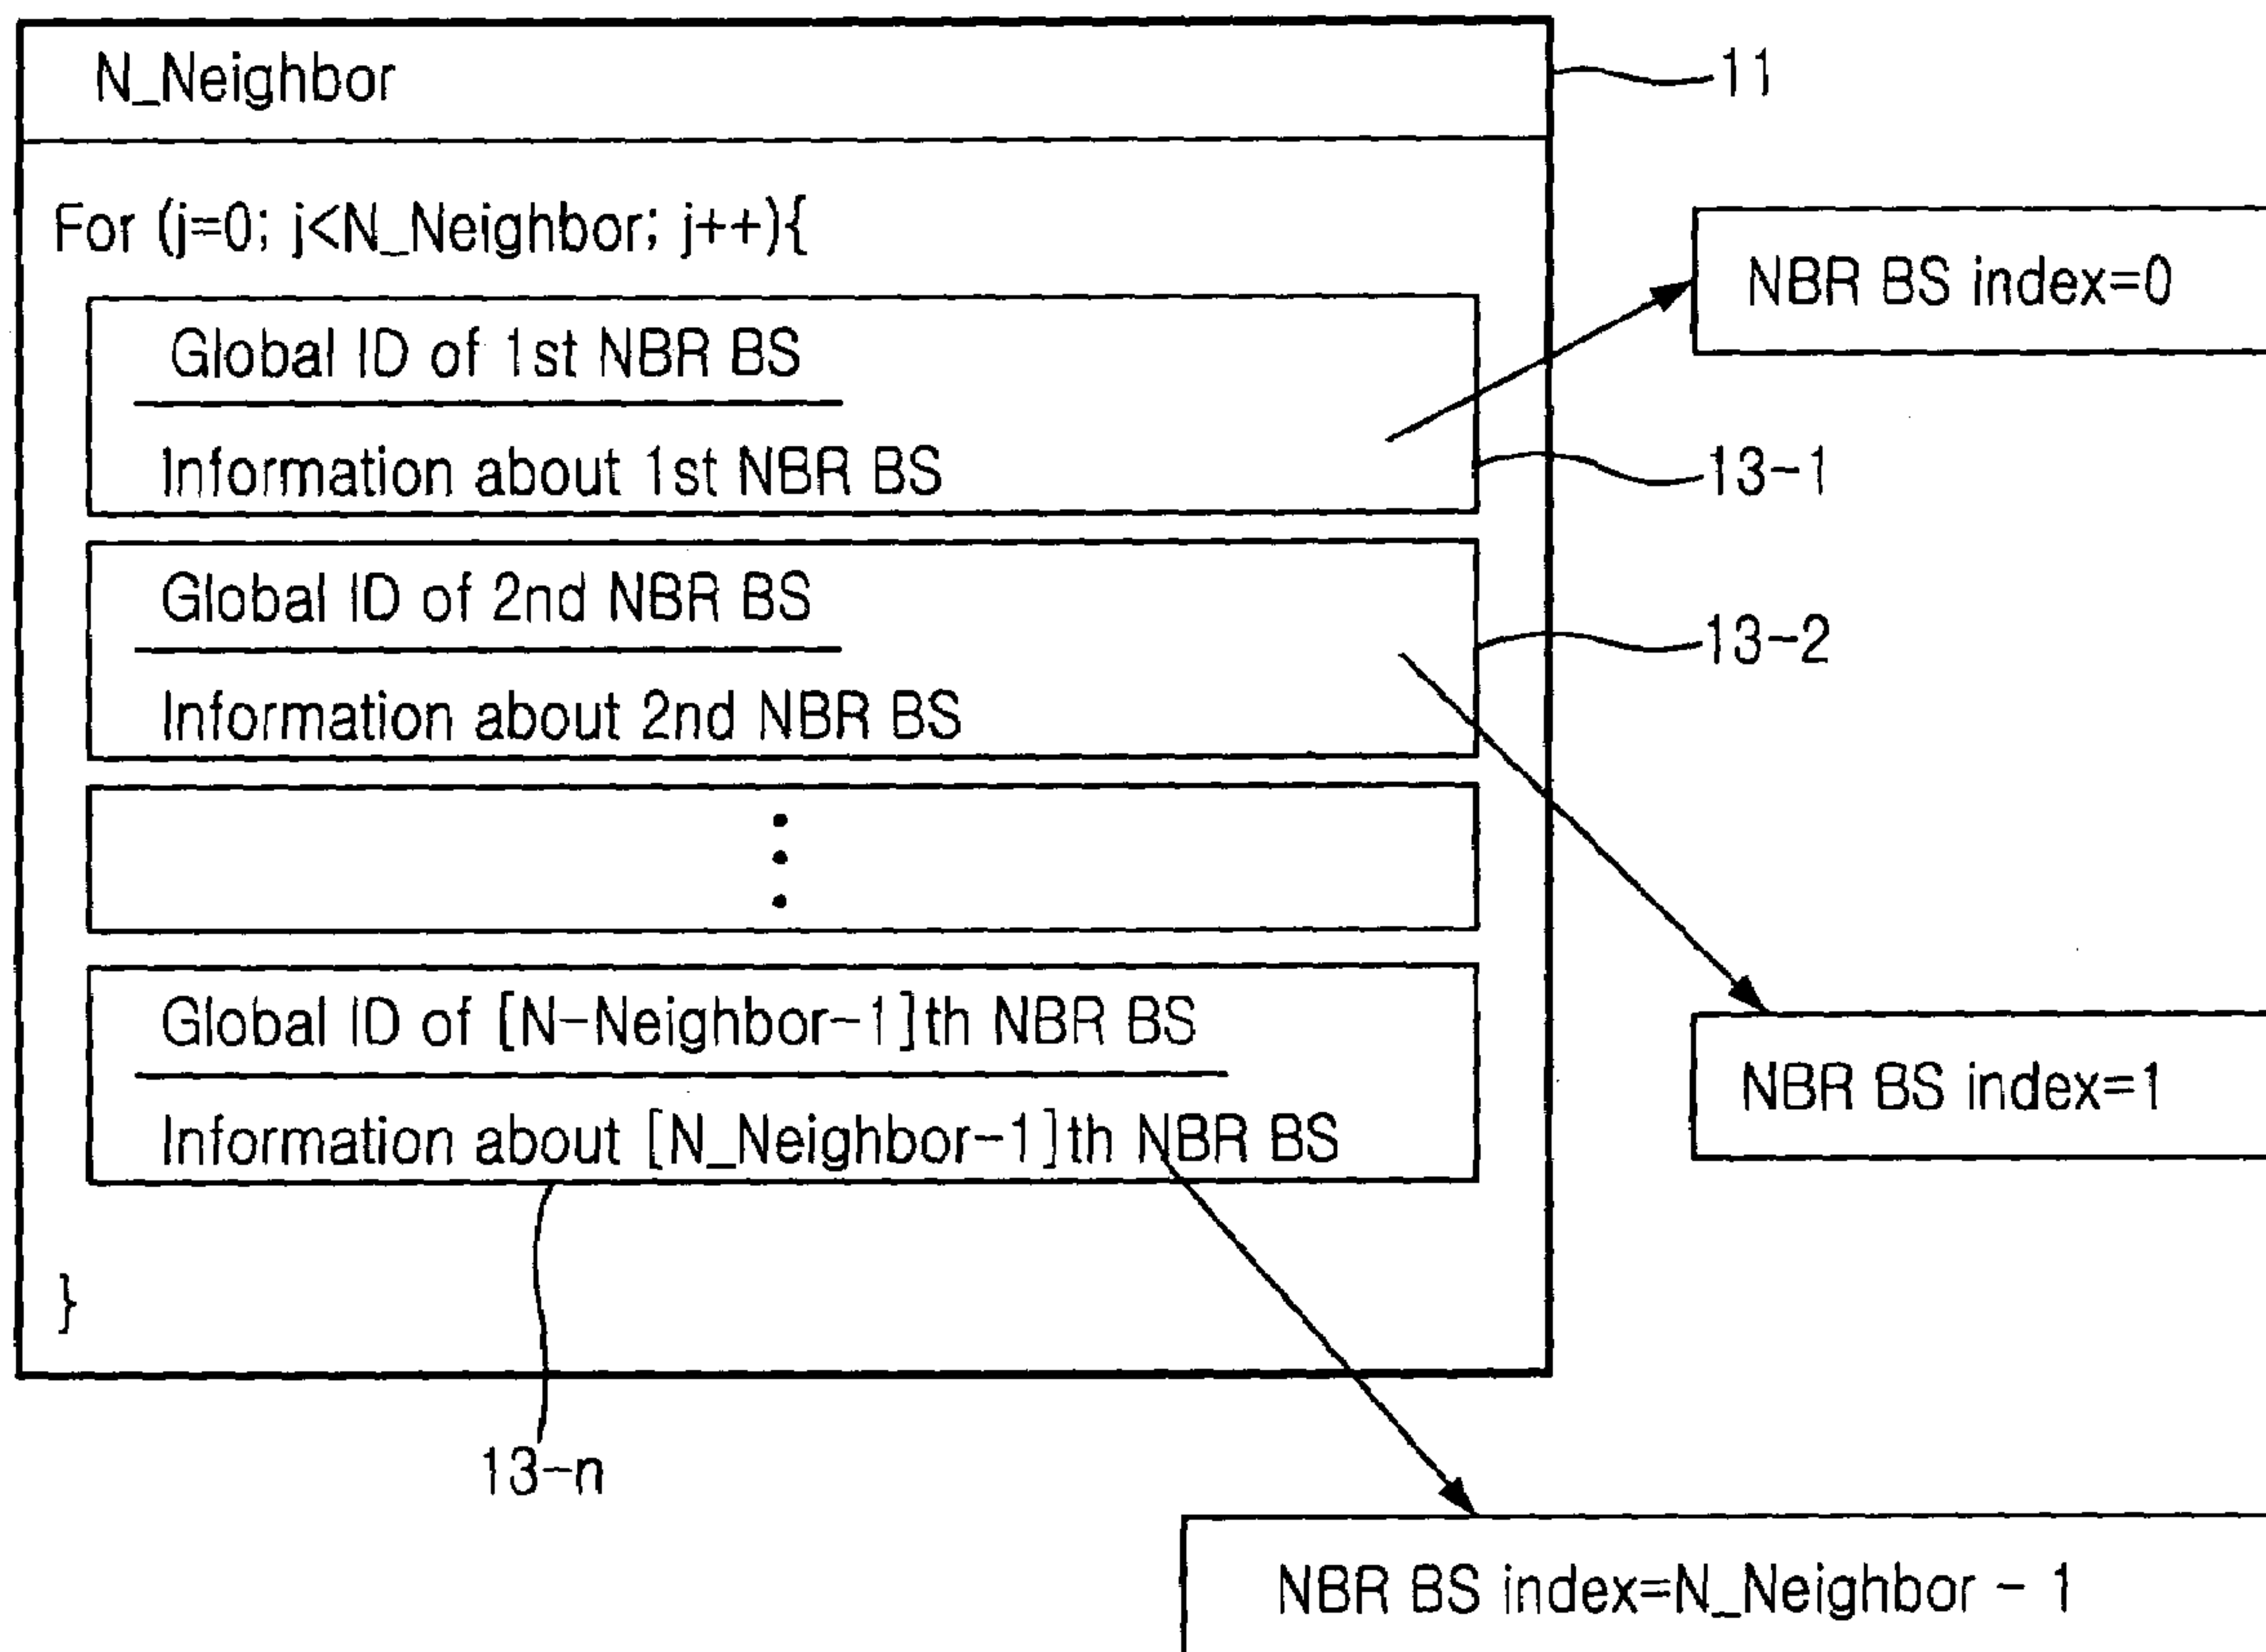 N_Neighbor
11
For (j=0; j<N_Neighbor; j++){
NBR BS index=0
Global ID of 1st NBR BS
Information about 1st NBR BS
13-1
Global ID of 2nd NBR BS
13-2
Information about 2nd NBR BS
Global ID of [N-Neighbor-1]th NBR BS
NBR BS index=1
Information about [N_Neighbor-1]th NBR BS
}
13-n
NBR BS index=N_Neighbor - 1